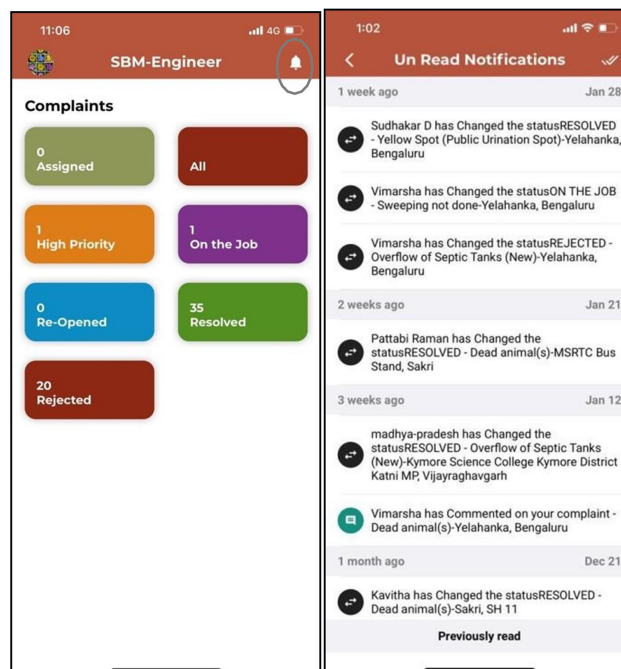 11:06
4G
SBM-Engineer
Complaints
0
Assigned
All
1
High Priority
1
On the Job
0
Re-Opened
35
Resolved
20
Rejected
1:02
Un Read Notifications
1 week ago Jan 28
Sudhakar D has Changed the statusRESOLVED
- Yellow Spot (Public Urination Spot)-Yelahanka,
Bengaluru
Vimarsha has Changed the statusON THE JOB
- Sweeping not done-Yelahanka, Bengaluru
Vimarsha has Changed the statusREJECTED -
Overflow of Septic Tanks (New)-Yelahanka,
Bengaluru
2 weeks ago Jan 21
Pattabi Raman has Changed the
statusRESOLVED - Dead animal(s)-MSRTC Bus
Stand, Sakri
3 weeks ago Jan 12
madhya-pradesh has Changed the
statusRESOLVED - Overflow of Septic Tanks
(New)-Kymore Science College Kymore District
Katni MP, Vijayraghavgarh
Vimarsha has Commented on your complaint -
Dead animal(s)-Yelahanka, Bengaluru
1 month ago Dec 21
Kavitha has Changed the statusRESOLVED -
Dead animal(s)-Sakri, SH 11
Previously read